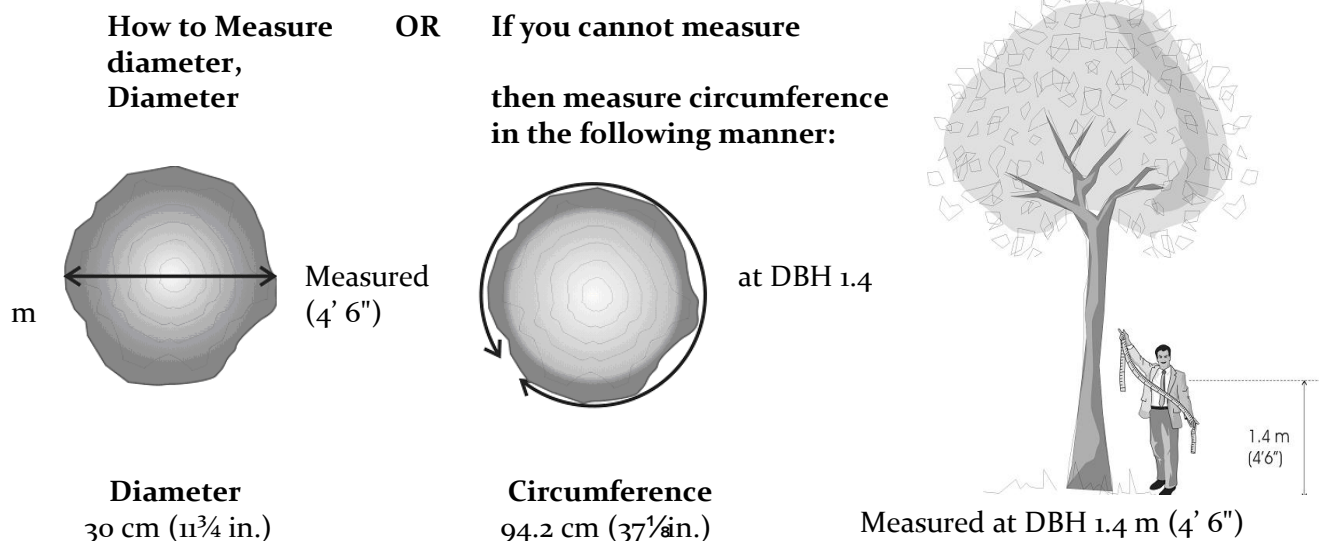 How to Measure OR If you cannot measure
diameter,
Diameter then measure circumference
in the following manner:
Measured at DBH 1.4
m (4' 6")
1.4 m
(4'6")
Diameter Circumference
30 cm (11¾ in.) 94.2 cm (37⅛in.) Measured at DBH 1.4 m (4' 6")